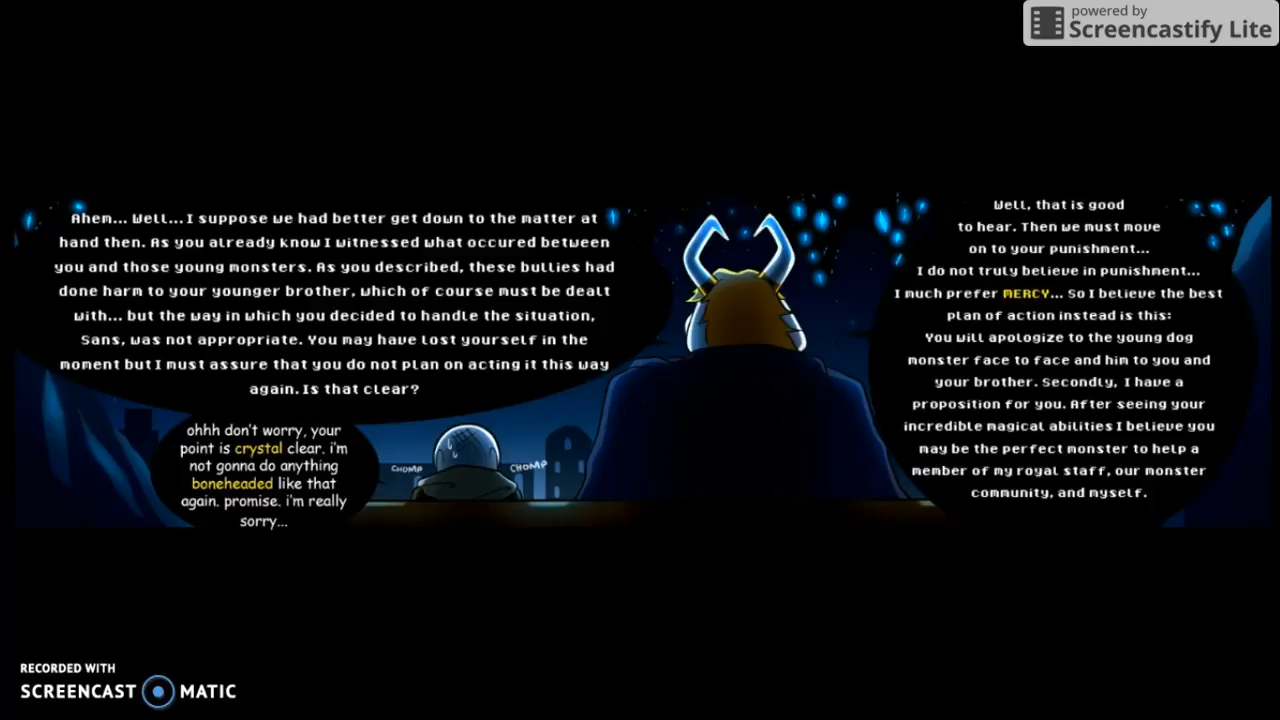 powered by
Screencastify Lite
Ahem... Well... I suppose we had better get down to the matter at
hand then. As you already know I witnessed what occured between
you and those young monsters. As you described, these bullies had
done harm to your younger brother, which of course must be dealt
with... but the way in which you decided to handle the situation,
Sans, was not appropriate. You may have lost yourself in the
moment but I must assure that you do not plan on acting it this way
again. Is that clear?
ohhh don't worry, your
point is crystal clear. i'm
not gonna do anything
boneheaded like that
again. promise. i'm really
sorry...
CHOMP
CHOMP
Well, that is good
to hear. Then we must move
on to your punishment...
I do not truly believe in punishment...
I much prefer MERCY... So I believe the best
plan of action instead is this:
You will apologize to the young dog
monster face to face and him to you and
your brother. Secondly, I have a
proposition for you. After seeing your
incredible magical abilities I believe you
may be the perfect monster to help a
member of my royal staff, our monster
community, and myself.
RECORDED WITH
SCREENCAST MATIC